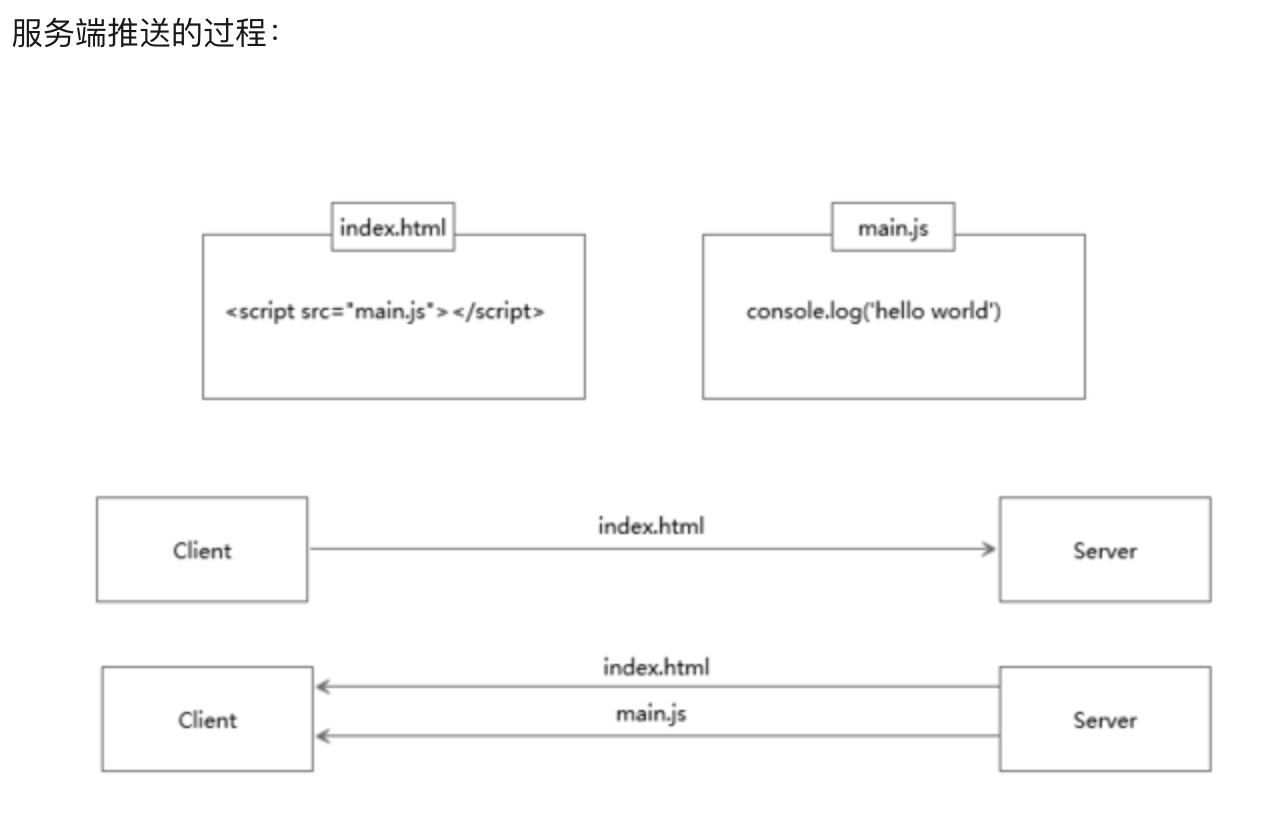 服务端推送的过程：
index.html
main.js
<script src="main.js"></script>
console.log('hello world')
index.html
Client
Server
index.html
main.js
Client
Server